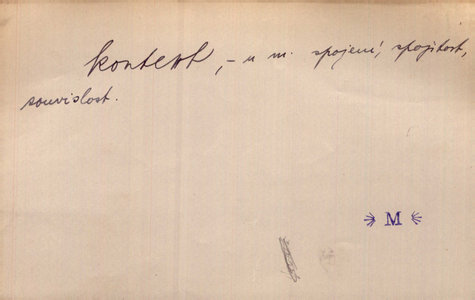 kontext, -u m. spojení, spojitost,
souvislost.
M